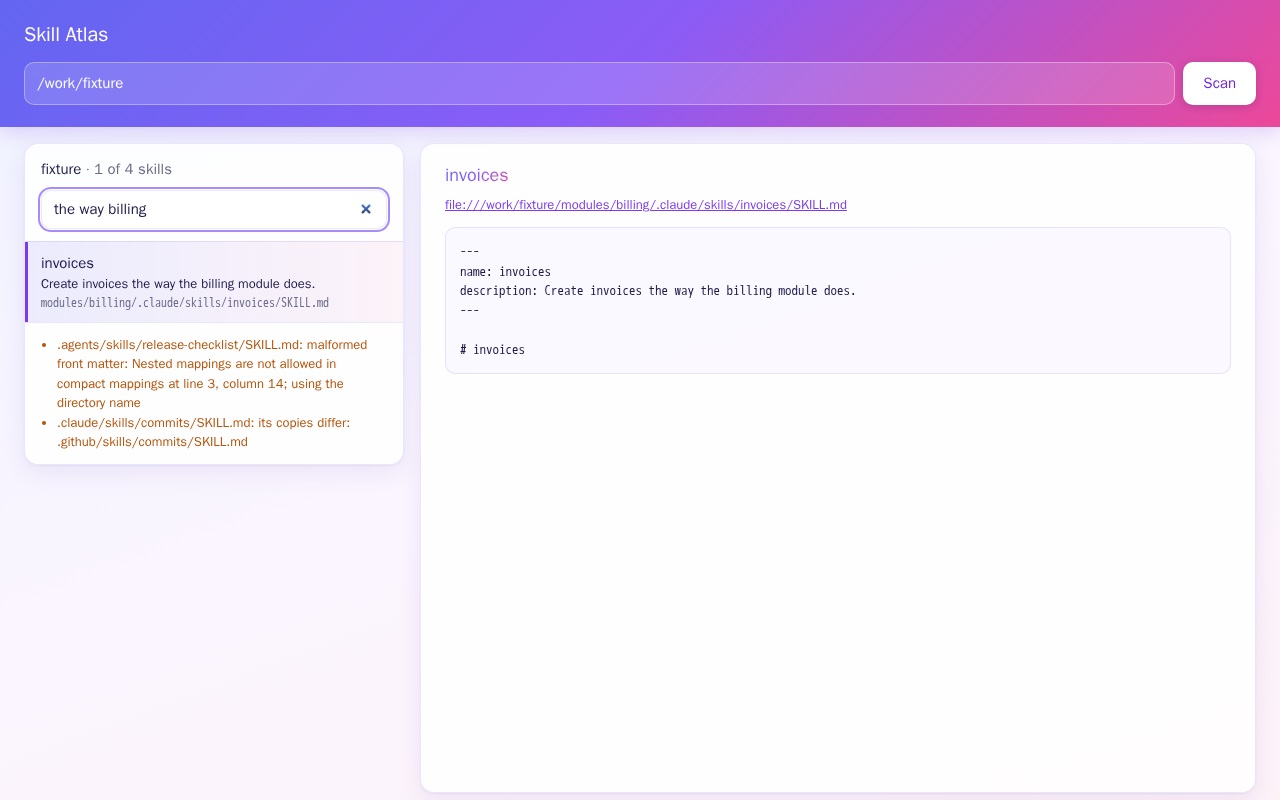 Skill Atlas
/work/fixture
Scan
fixture · 1 of 4 skills
the way billing
invoices
Create invoices the way the billing module does.
modules/billing/.claude/skills/invoices/SKILL.md
.agents/skills/release-checklist/SKILL.md: malformed
front matter: Nested mappings are not allowed in
compact mappings at line 3, column 14; using the
directory name
.claude/skills/commits/SKILL.md: its copies differ:
.github/skills/commits/SKILL.md
invoices
file:///work/fixture/modules/billing/.claude/skills/invoices/SKILL.md
---
name: invoices
description: Create invoices the way the billing module does.
---
# invoices